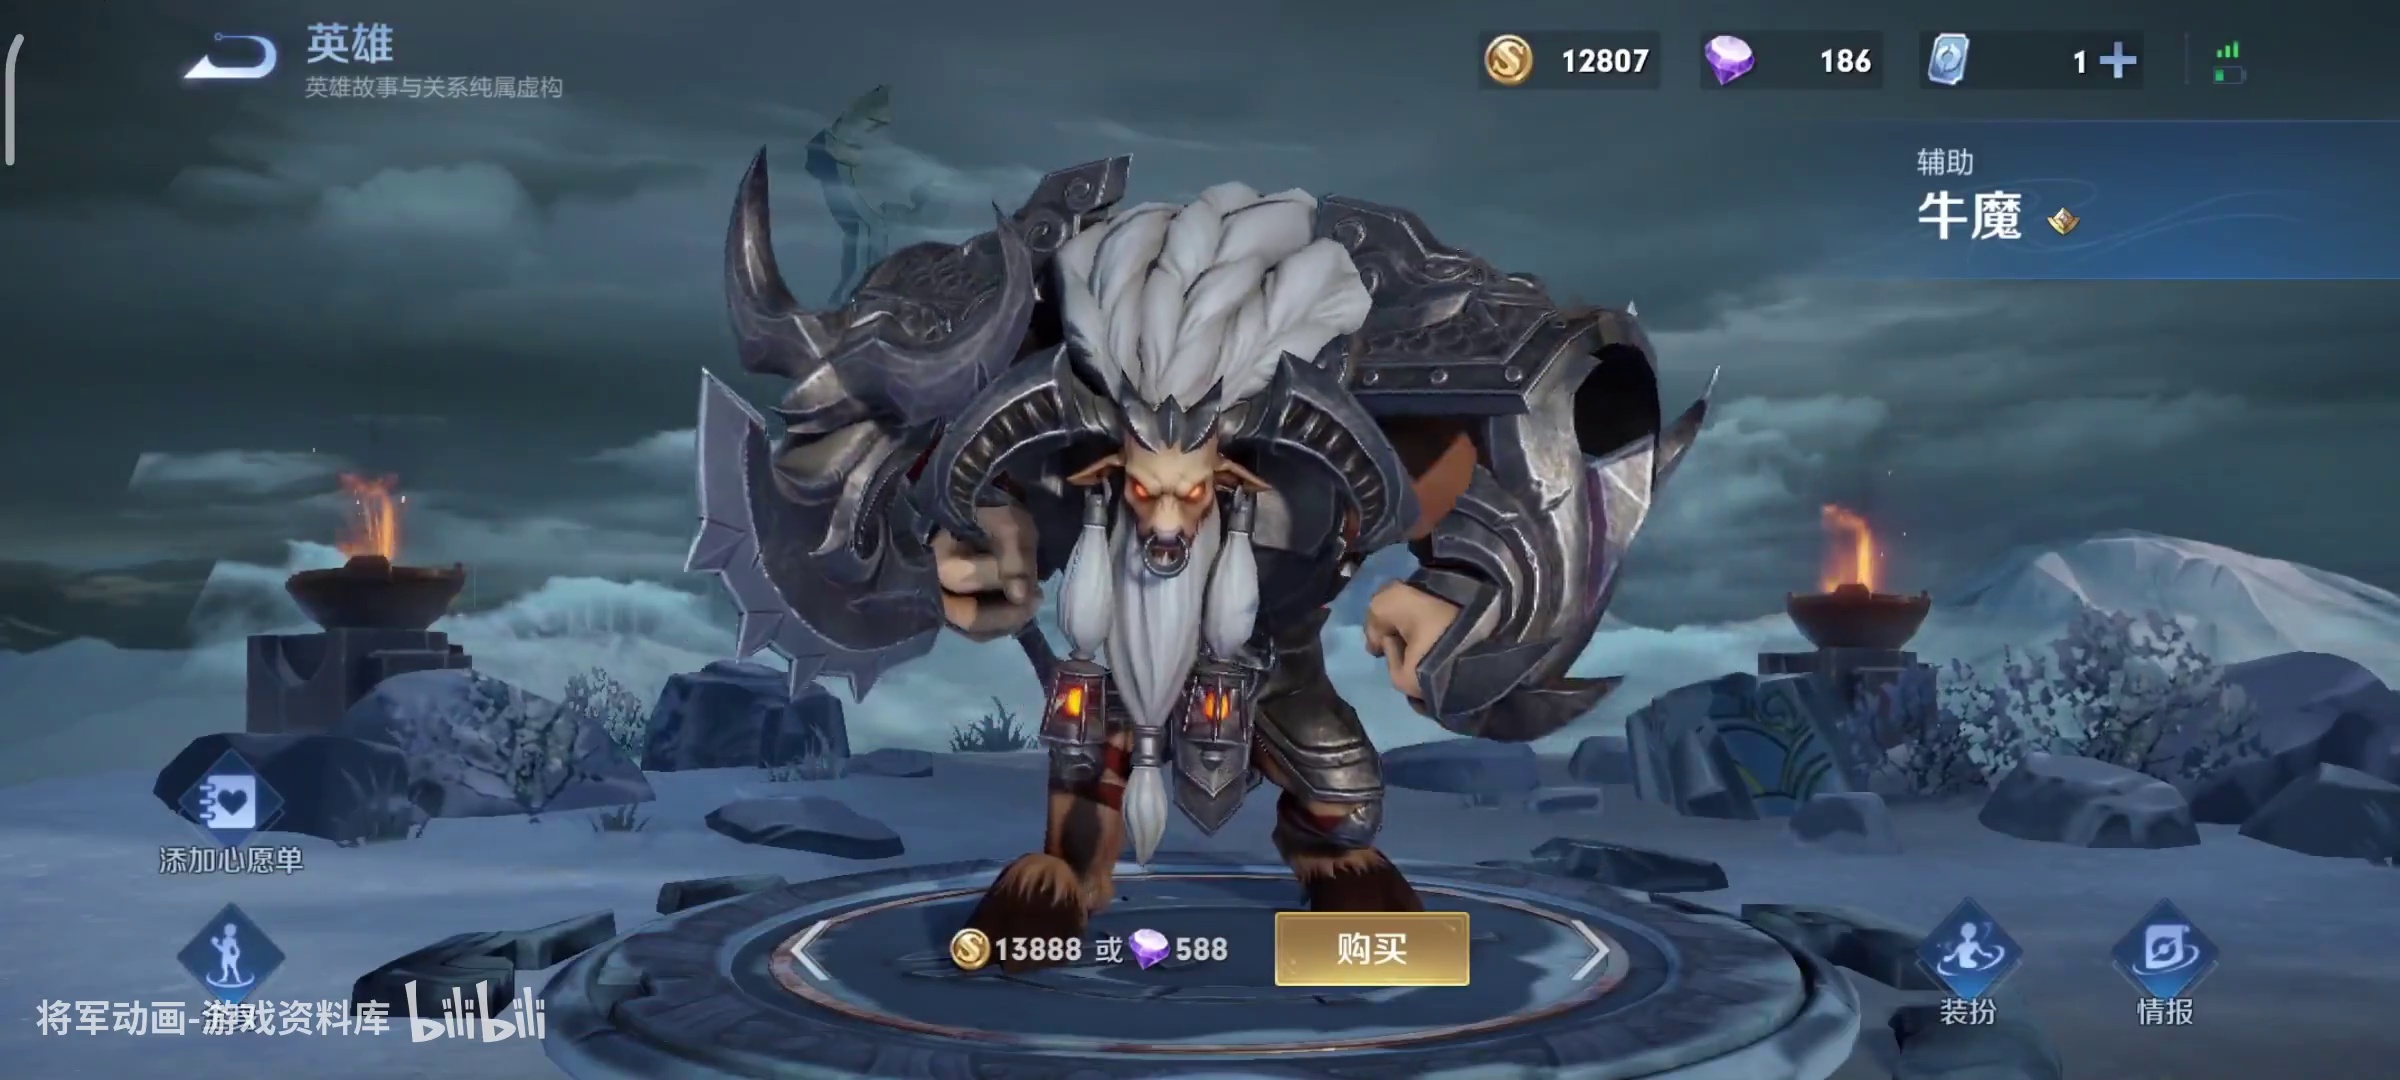 英雄
英雄故事与关系纯属虚构
12807
186
1
辅助
牛魔
添加心愿单
13888 或 588
购买
将军动画-游戏资料库 bilibili
装扮
情报